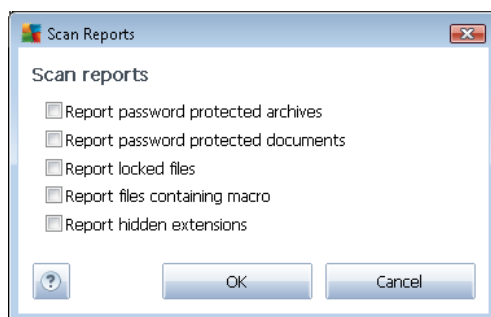 Scan Reports
Scan reports
Report password protected archives
Report password protected documents
Report locked files
Report files containing macro
Report hidden extensions
?
OK
Cancel